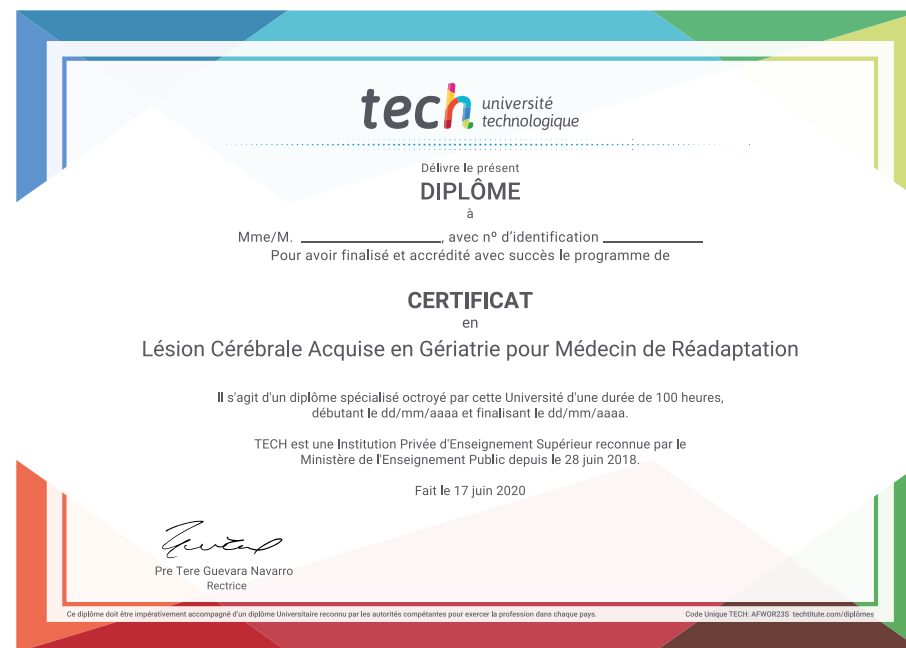 tech université
technologique
Délivre le présent
DIPLÔME
à
Mme/M. ____________________, avec nº d'identification ______________
Pour avoir finalisé et accrédité avec succès le programme de
CERTIFICAT
en
Lésion Cérébrale Acquise en Gériatrie pour Médecin de Réadaptation
Il s'agit d'un diplôme spécialisé octroyé par cette Université d'une durée de 100 heures,
débutant le dd/mm/aaaa et finalisant le dd/mm/aaaa.
TECH est une Institution Privée d'Enseignement Supérieur reconnue par le
Ministère de l'Enseignement Public depuis le 28 juin 2018.
Fait le 17 juin 2020
Pre Tere Guevara Navarro
Rectrice
Ce diplôme doit être impérativement accompagné d'un diplôme Universitaire reconnu par les autorités compétentes pour exercer la profession dans chaque pays.
Code Unique TECH: AFWOR23S techtitute.com/diplômes